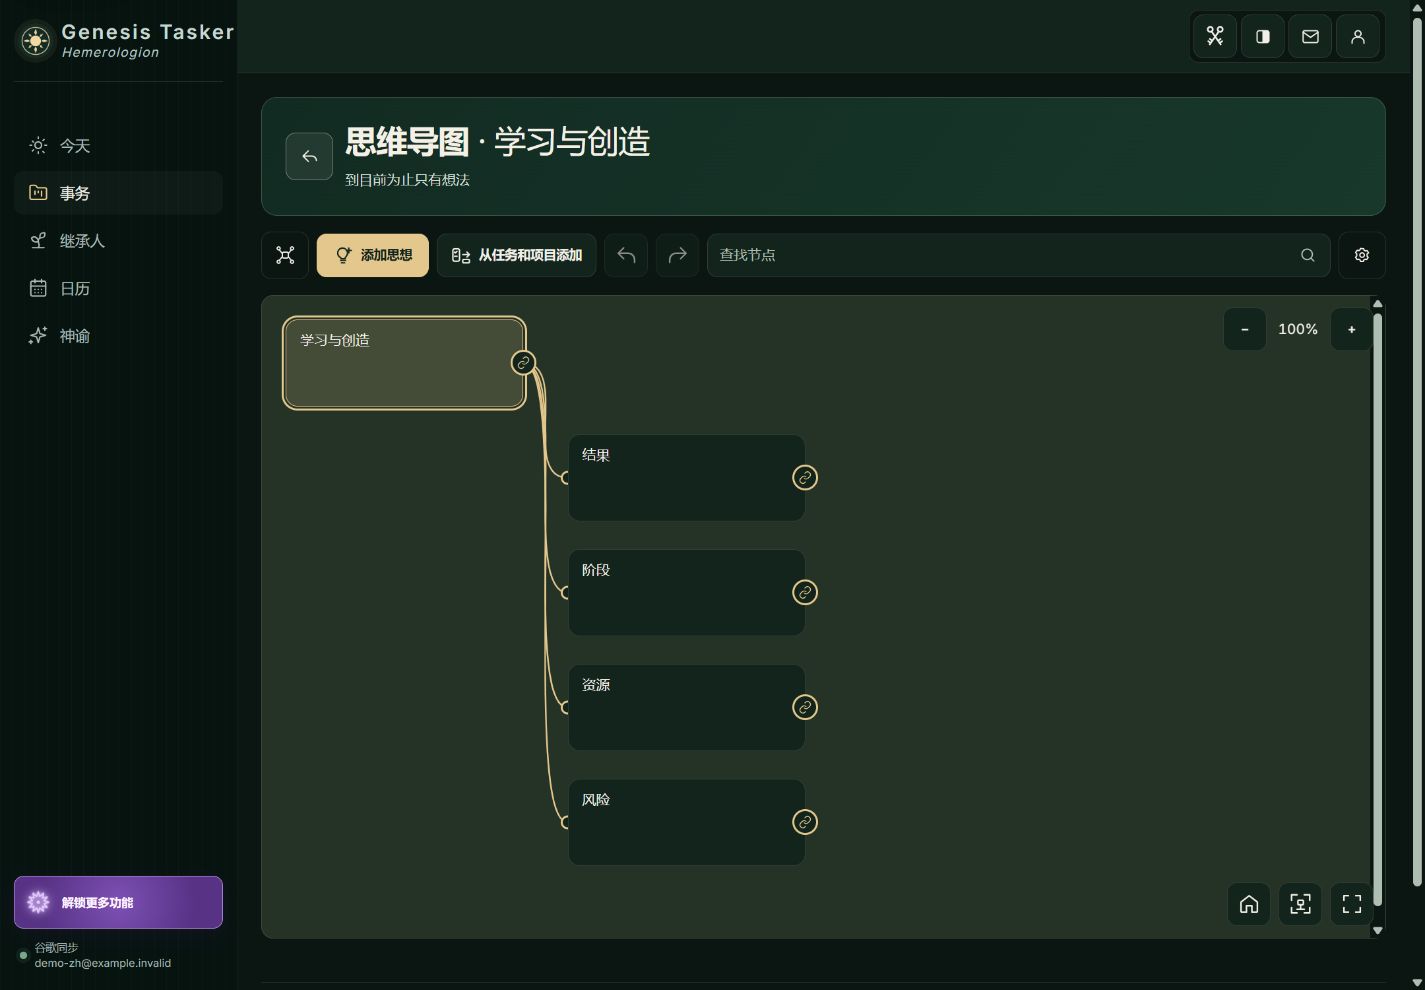 Genesis Tasker
Hemerologion
今天
事务
继承人
日历
神谕
解锁更多功能
谷歌同步
demo-zh@example.invalid
思维导图 · 学习与创造
到目前为止只有想法
添加思想
从任务和项目添加
查找节点
- 100% +
学习与创造
结果
阶段
资源
风险